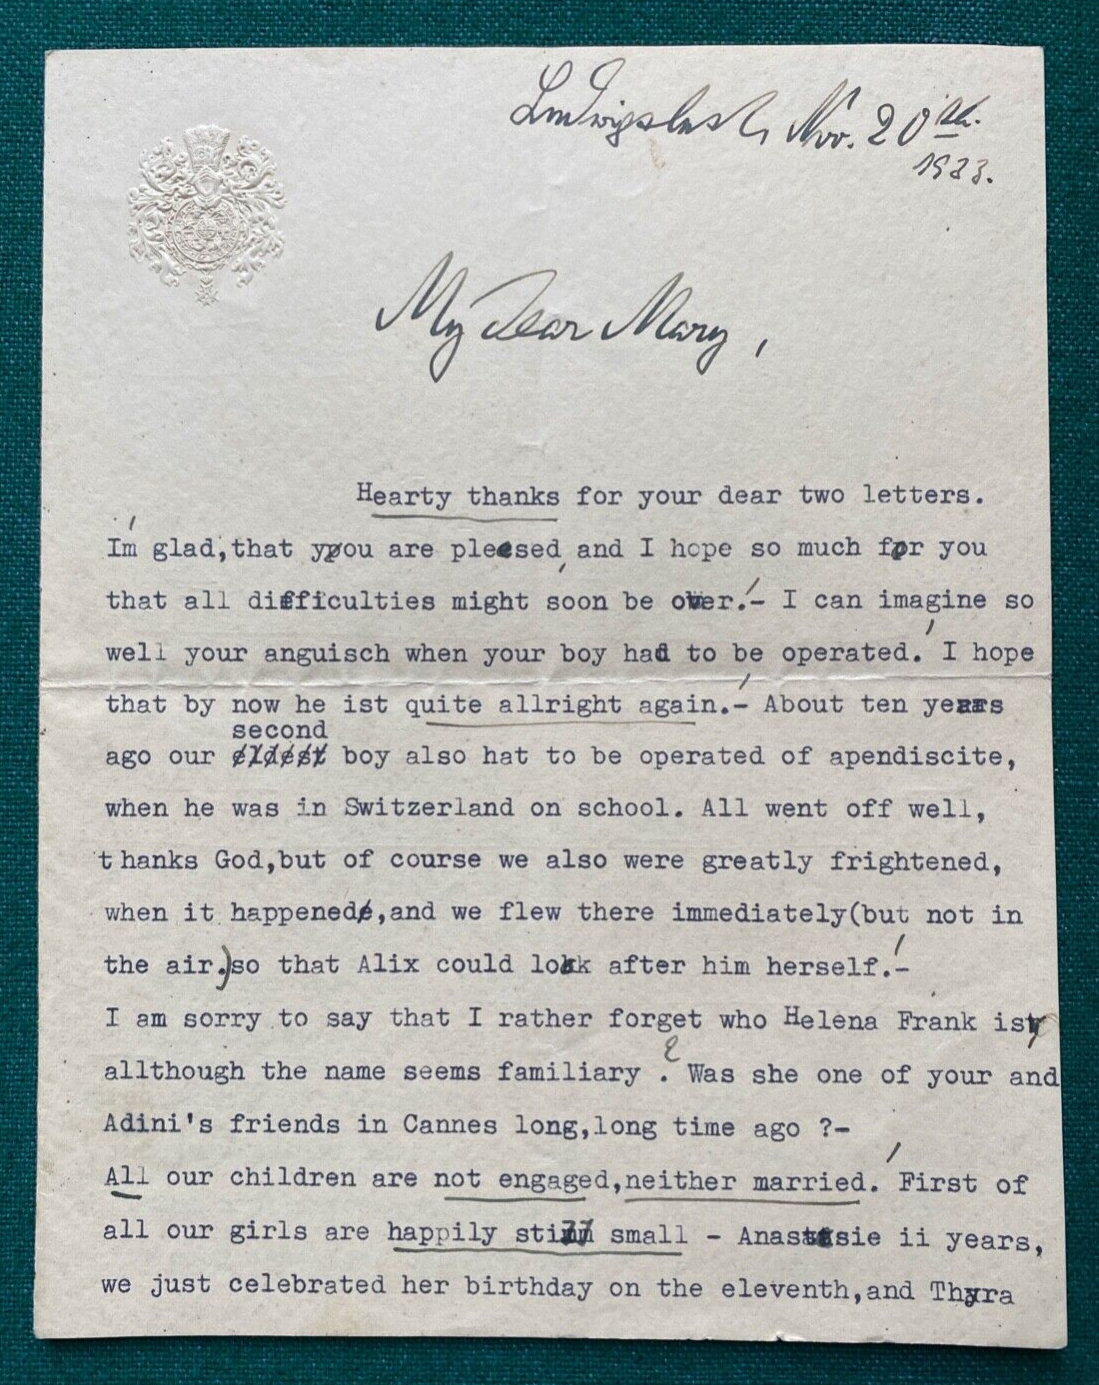 Ludwigslust, Nov. 20th.
1933.
My dear Mary,
Hearty thanks for your dear two letters.
I'm glad,that you are pleesed, and I hope so much for you
that all difficulties might soon be over!- I can imagine so
well your anguisch when your boy had to be operated! I hope
that by now he ist quite allright again!- About ten years
second
ago our eldest boy also hat to be operated of apendiscite,
when he was in Switzerland on school. All went off well,
thanks God,but of course we also were greatly frightened,
when it happened,and we flew there immediately(but not in
the air.)so that Alix could look after him herself!-
I am sorry to say that I rather forget who Helena Frank is
allthough the name seems familiary ? Was she one of your and
Adini's friends in Cannes long,long time ago ?-
All our children are not engaged,neither married! First of
all our girls are happily still small - Anastasie ii years,
we just celebrated her birthday on the eleventh,and Thyra